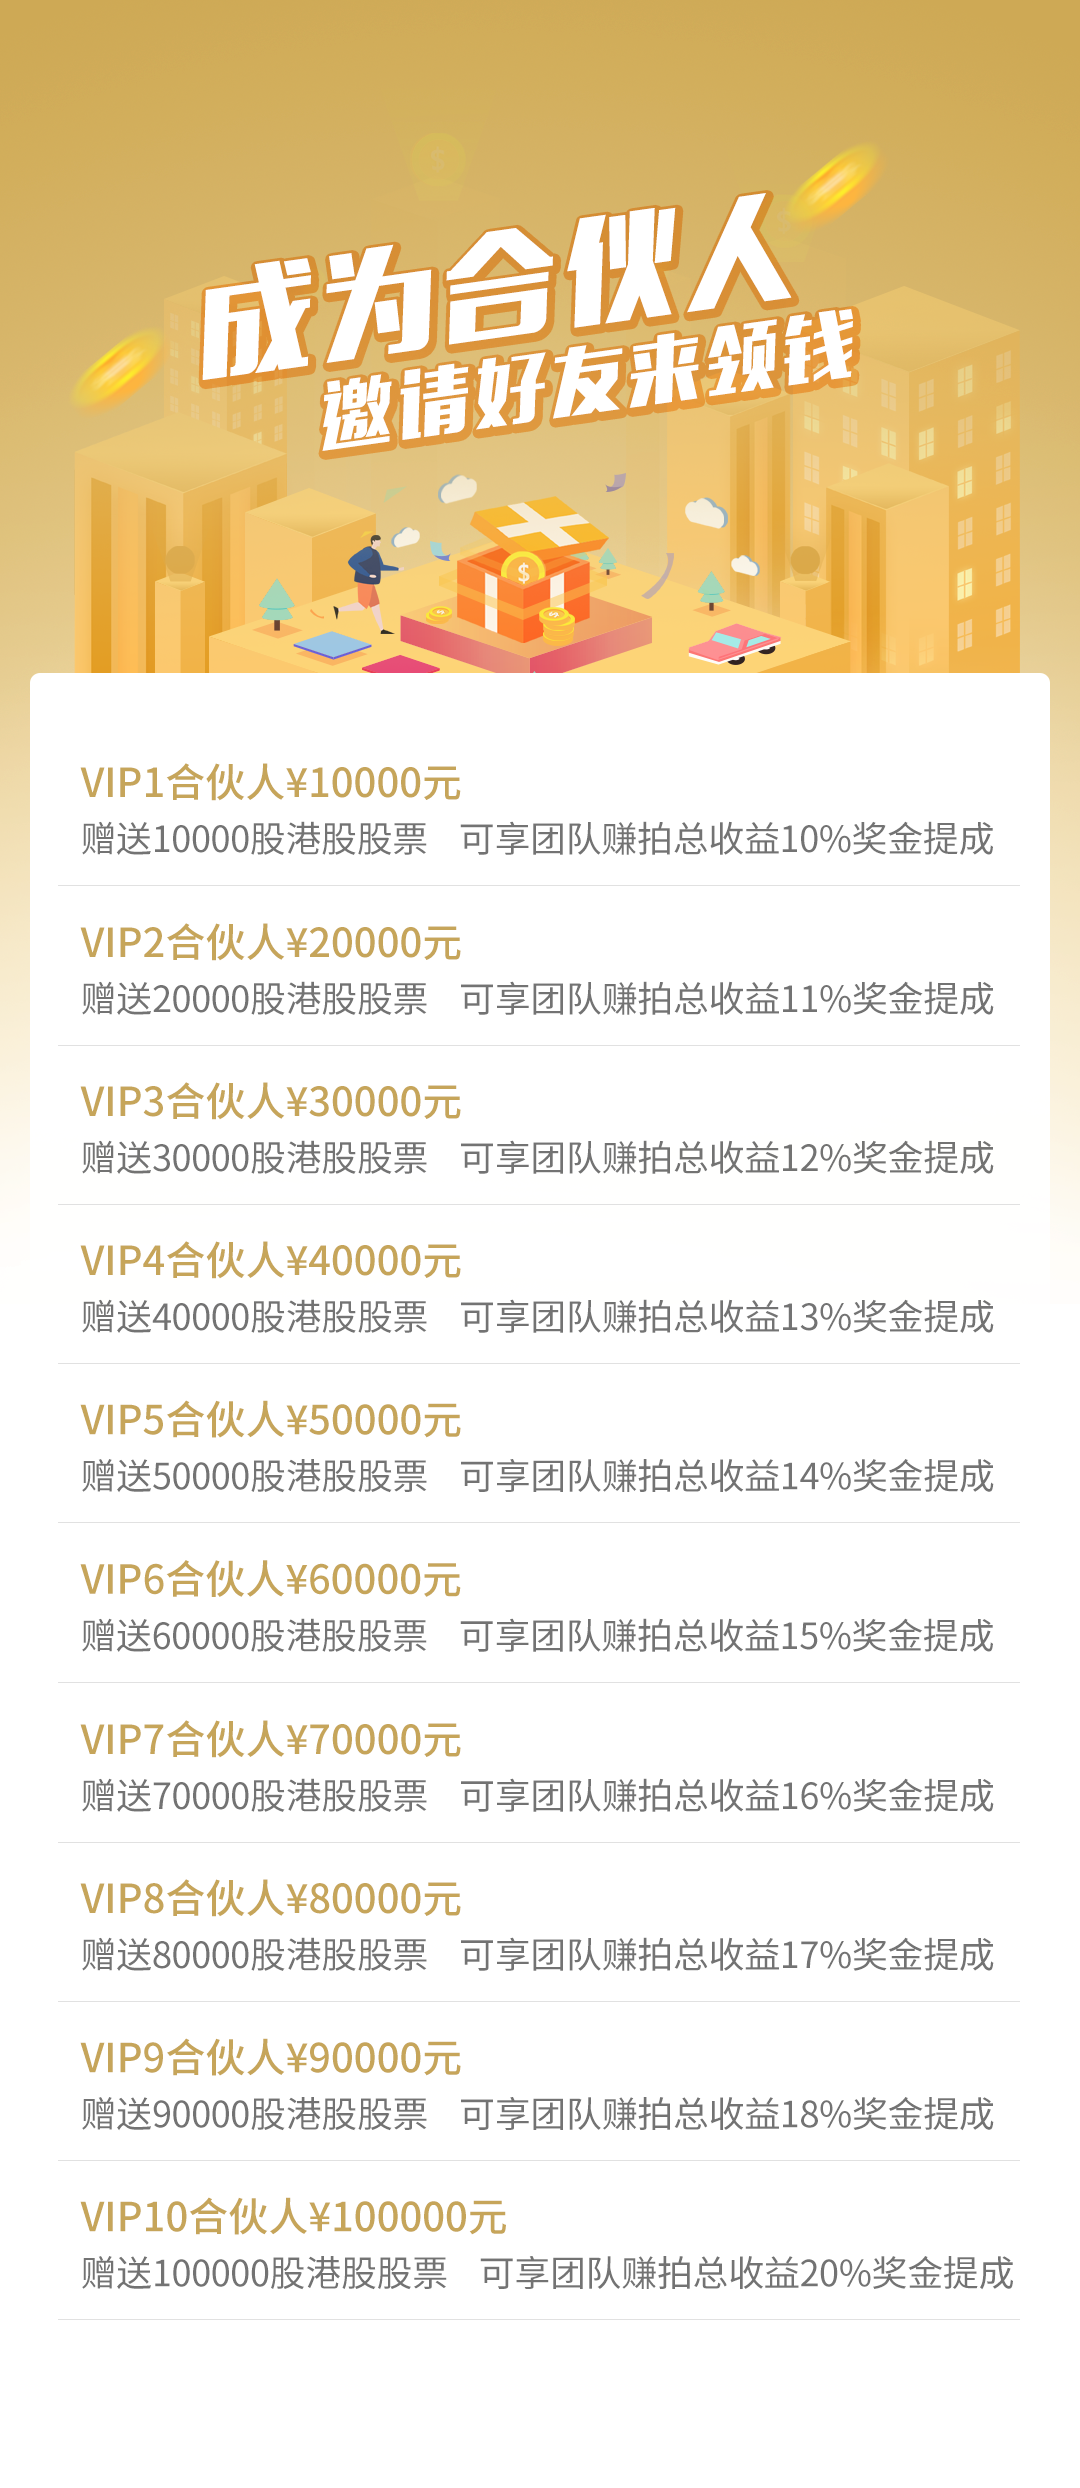 成为合伙人
邀请好友来领钱
VIP1合伙人¥10000元
赠送10000股港股股票 可享团队赚拍总收益10%奖金提成
VIP2合伙人¥20000元
赠送20000股港股股票 可享团队赚拍总收益11%奖金提成
VIP3合伙人¥30000元
赠送30000股港股股票 可享团队赚拍总收益12%奖金提成
VIP4合伙人¥40000元
赠送40000股港股股票 可享团队赚拍总收益13%奖金提成
VIP5合伙人¥50000元
赠送50000股港股股票 可享团队赚拍总收益14%奖金提成
VIP6合伙人¥60000元
赠送60000股港股股票 可享团队赚拍总收益15%奖金提成
VIP7合伙人¥70000元
赠送70000股港股股票 可享团队赚拍总收益16%奖金提成
VIP8合伙人¥80000元
赠送80000股港股股票 可享团队赚拍总收益17%奖金提成
VIP9合伙人¥90000元
赠送90000股港股股票 可享团队赚拍总收益18%奖金提成
VIP10合伙人¥100000元
赠送100000股港股股票 可享团队赚拍总收益20%奖金提成